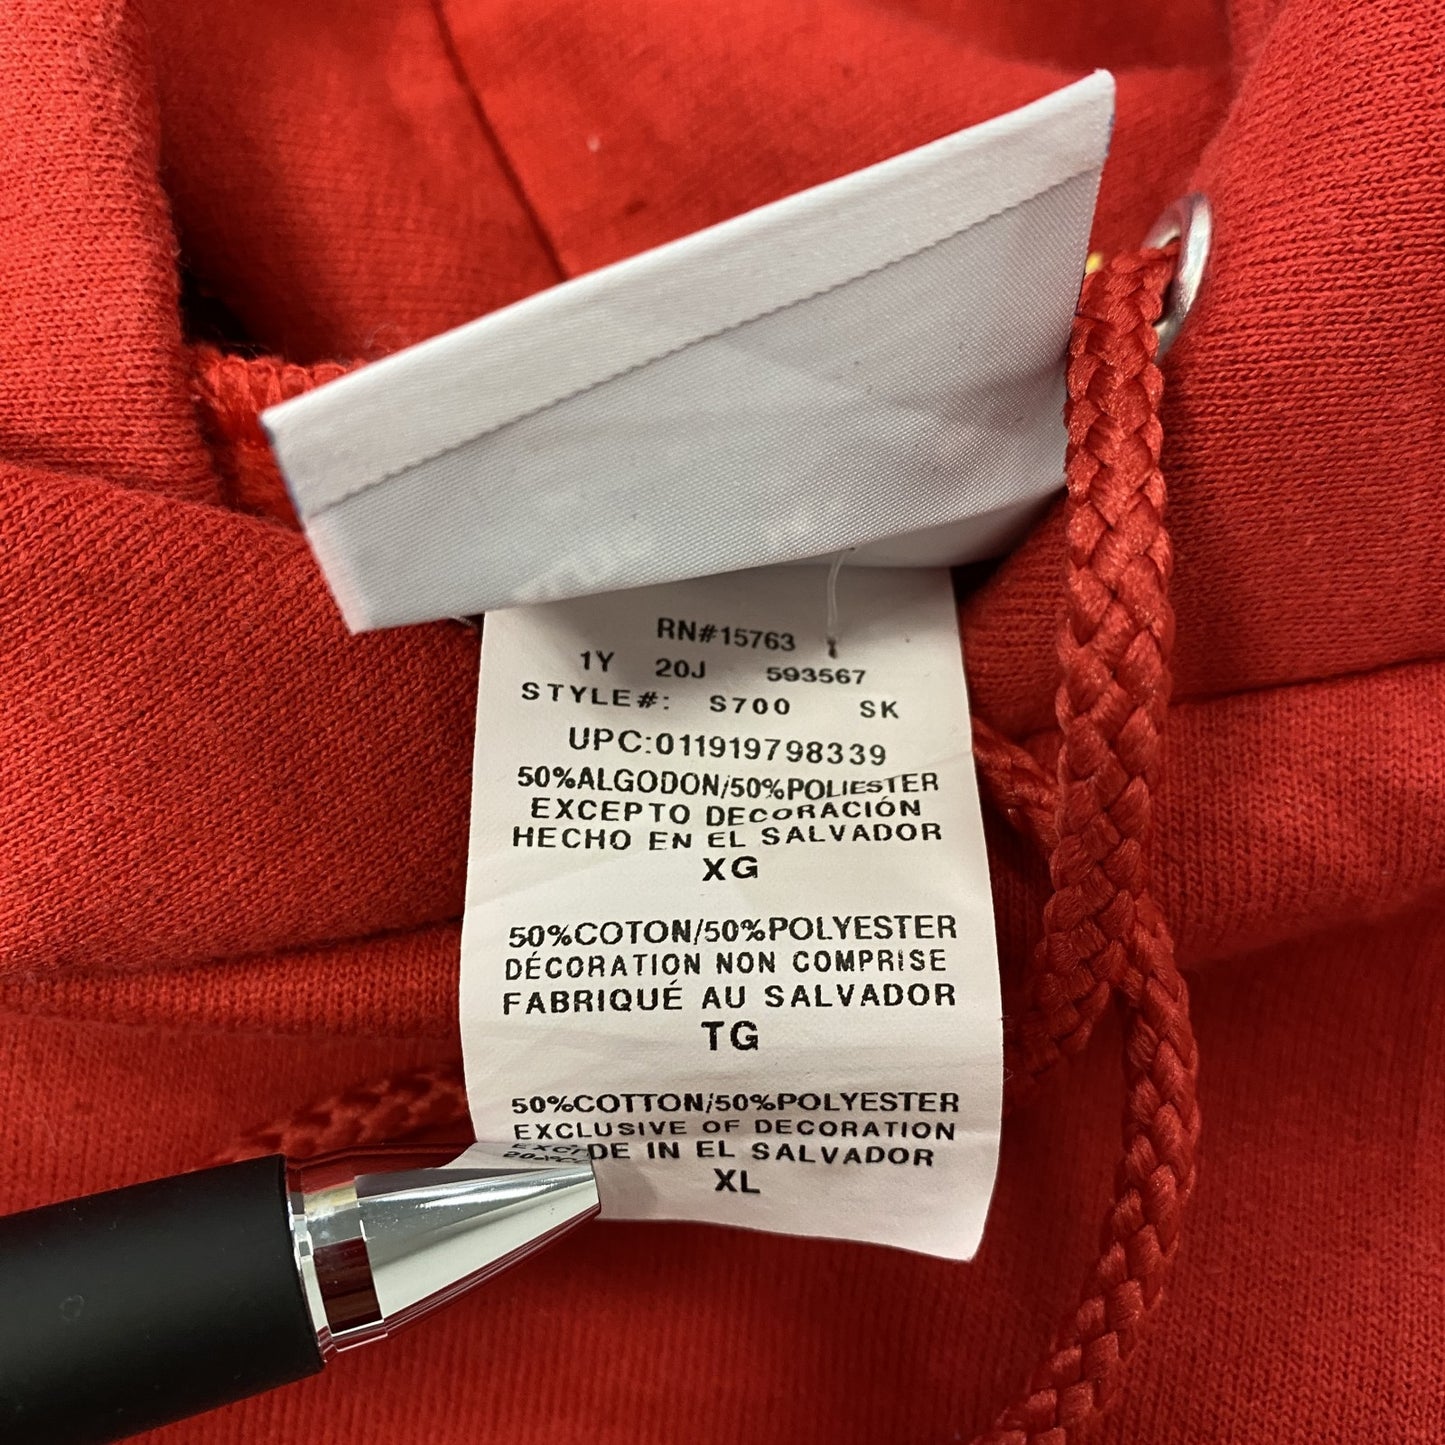 RN#15763
1Y 20J 593567
STYLE#: S700 SK
UPC:011919798339
50%ALGODON/50%POLIESTER
EXCEPTO DECORACIÓN
HECHO EN EL SALVADOR
XG
50%COTON/50%POLYESTER
DÉCORATION NON COMPRISE
FABRIQUÉ AU SALVADOR
TG
50%COTTON/50%POLYESTER
EXCLUSIVE OF DECORATION
DE IN EL SALVADOR
XL